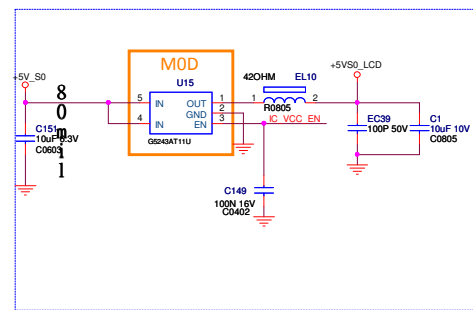 M0D
+5V_S0
U15
42OHM
EL10
+5VS0_LCD
5
IN
OUT
1
1
2
R0805
GND
2
4
IN
EN
3
IC_VCC_EN
G5243AT11U
80mil
C151
10uF 6.3V
C0603
EC39
100P 50V
C1
10uF 10V
C0805
C149
100N 16V
C0402